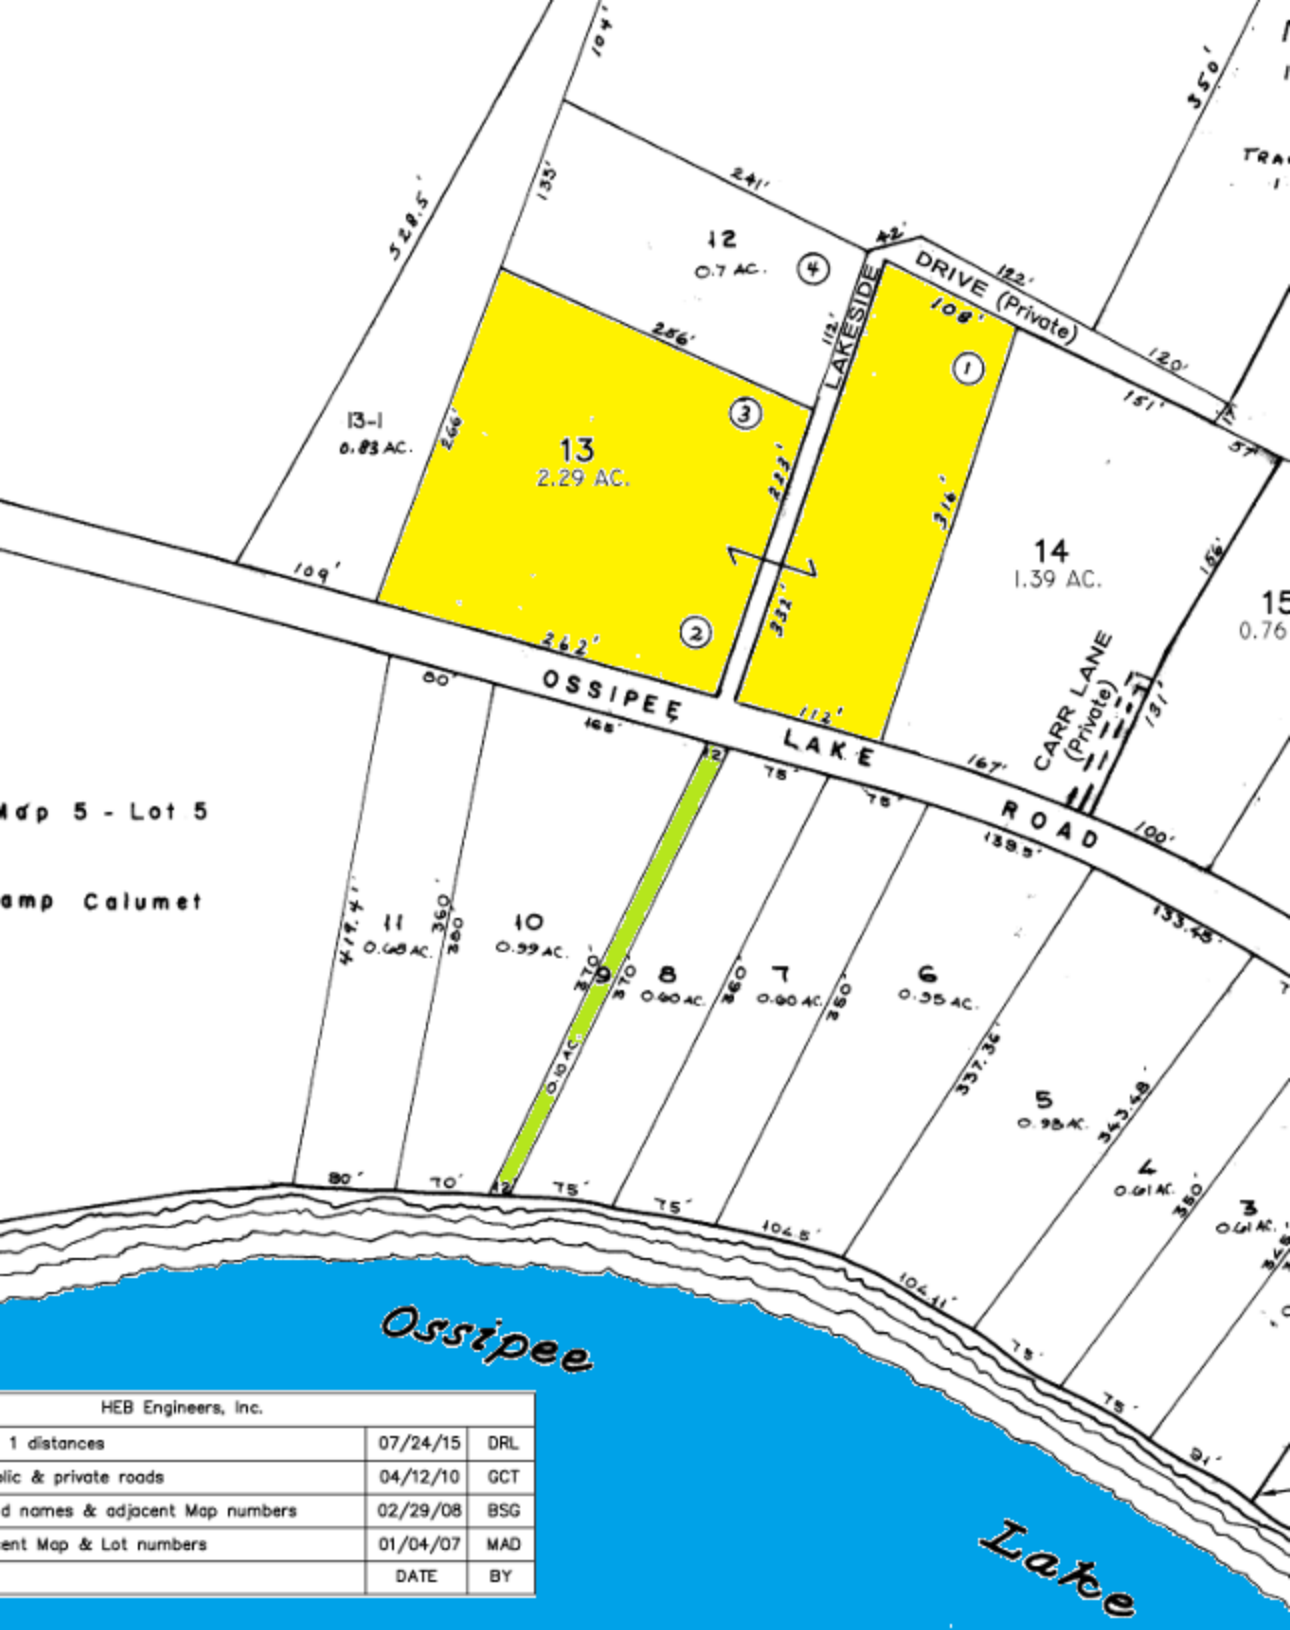 104'
350'
135'
241'
528.5'
12
0.7 AC.
4
42'
DRIVE (Private)
122'
LAKESIDE
112'
108'
256'
1
120'
151'
17'
57'
13-1
0.83 AC.
266'
3
13
2.29 AC.
223'
316'
14
1.39 AC.
156'
15
0.76
332'
109'
262'
2
80'
OSSIPEE
165'
112'
LAKE
167'
CARR LANE
(Private)
131'
12
75'
75'
ROAD
100'
139.5'
133.45'
Map 5 - Lot 5
amp Calumet
419.4'
11
0.68 AC.
360'
380'
10
0.99 AC.
370'
9
370'
0.10 AC.
8
0.60 AC.
360'
7
0.60 AC.
350'
6
0.95 AC.
337.36'
5
0.98 AC.
343.48'
4
0.61 AC.
350'
3
0.61 AC.
80'
70'
12
75'
75'
104.5'
104.11'
75'
75'
91'
Ossipee
Lake
HEB Engineers, Inc.
1 distances 07/24/15 DRL
lic & private roads 04/12/10 GCT
d names & adjacent Map numbers 02/29/08 BSG
ent Map & Lot numbers 01/04/07 MAD
DATE BY